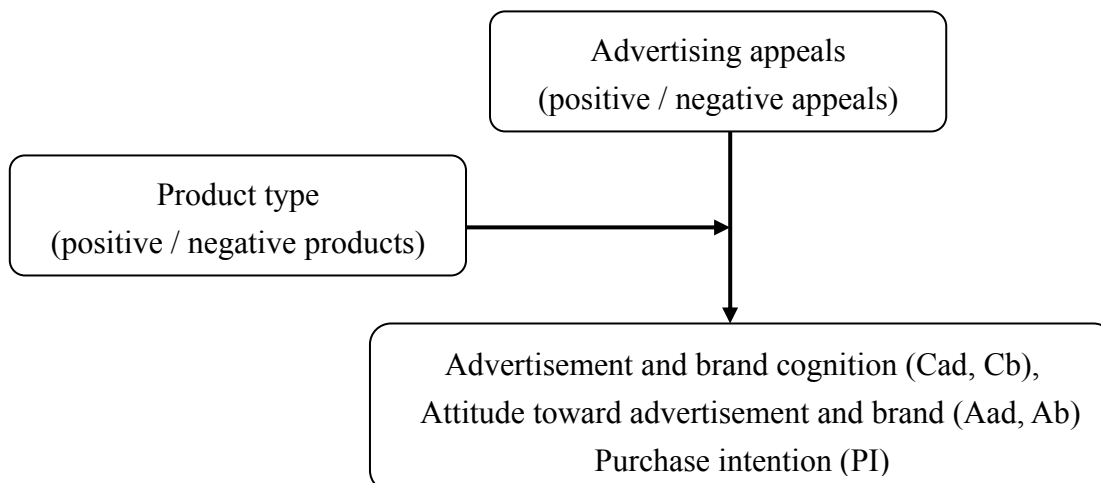 Advertising appeals
(positive / negative appeals)
Product type
(positive / negative products)
Advertisement and brand cognition (Cad, Cb),
Attitude toward advertisement and brand (Aad, Ab)
Purchase intention (PI)